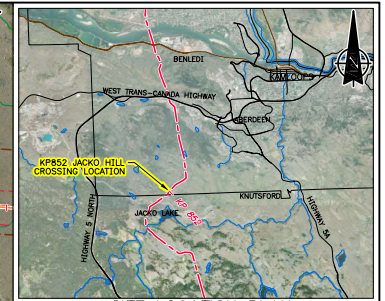 BENLEDI
KAMLOOPS
WEST TRANS-CANADA HIGHWAY
ABERDEEN
KP852 JACKO HILL
CROSSING LOCATION
KP 852
KNUTSFORD
JACKO LAKE
HIGHWAY 5 NORTH
HIGHWAY 5A